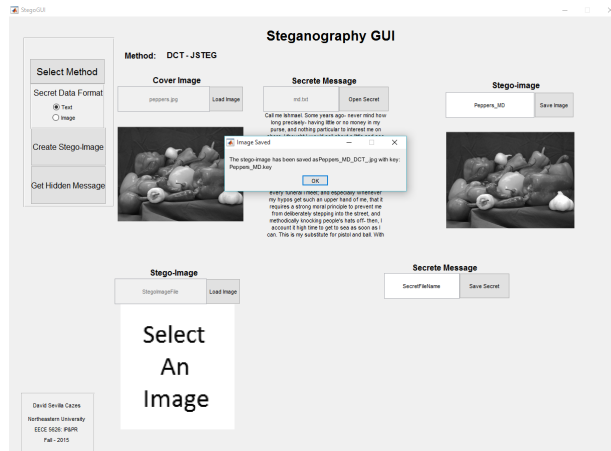 StegoGUI
Steganography GUI
Method: DCT - JSTEG
Select Method
Secret Data Format
Text
Image
Create Stego-Image
Get Hidden Message
Cover Image
peppers.jpg
Load Image
Secrete Message
md.txt
Open Secret
Call me Ishmael. Some years ago- never mind how
long precisely- having little or no money in my
purse, and nothing particular to interest me on
Image Saved
The stego-image has been saved asPeppers_MD_DCT_.jpg with key:
Peppers_MD.key
OK
every funeral I meet; and especially whenever
my hypos get such an upper hand of me, that it
requires a strong moral principle to prevent me
from deliberately stepping into the street, and
methodically knocking people's hats off- then, I
account it high time to get to sea as soon as I
can. This is my substitute for pistol and ball. With
Stego-image
Peppers_MD
Save Image
Stego-Image
StegoImageFile
Load Image
Select
An
Image
Secrete Message
SecretFileName
Save Secret
David Sevilla Cazes
Northeastern University
EECE 5626: IP&PR
Fall - 2015